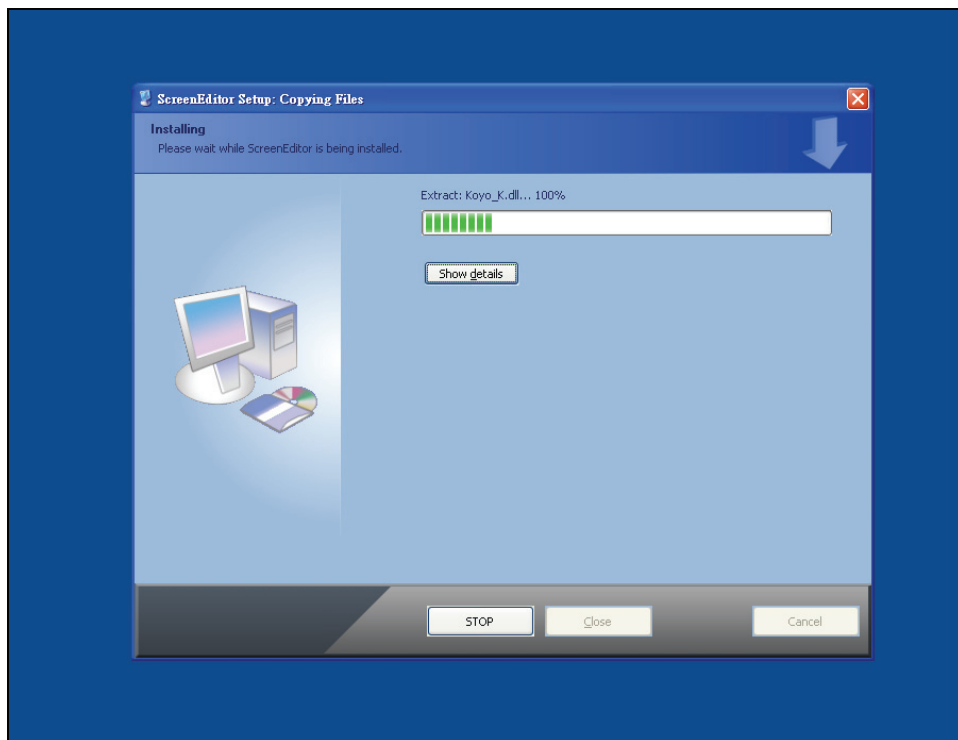 ScreenEditor Setup: Copying Files
Installing
Please wait while ScreenEditor is being installed.
Extract: Koyo_K.dll... 100%
Show details
STOP
Close
Cancel